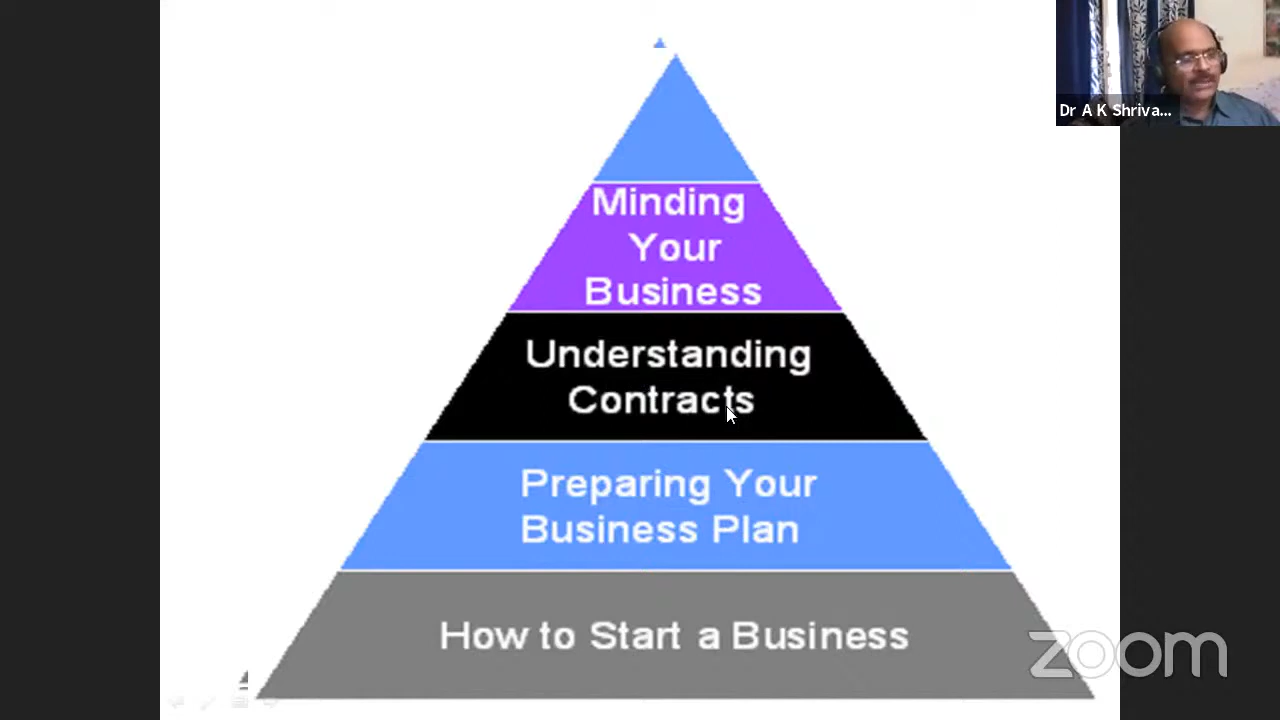 Dr A K Shriva...
Minding
Your
Business
Understanding
Contracts
Preparing Your
Business Plan
How to Start a Business
zoom